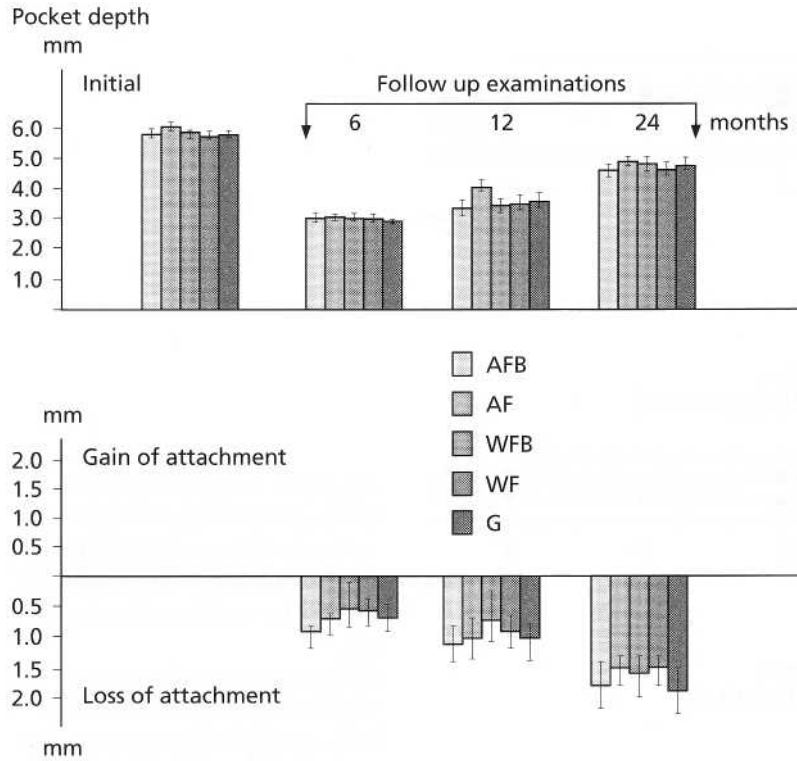 Pocket depth
mm
Initial
Follow up examinations
6 12 24 months
6.0
5.0
4.0
3.0
2.0
1.0
AFB
AF
WFB
WF
G
mm
2.0
1.5
1.0
0.5
Gain of attachment
0.5
1.0
1.5
2.0
Loss of attachment
mm